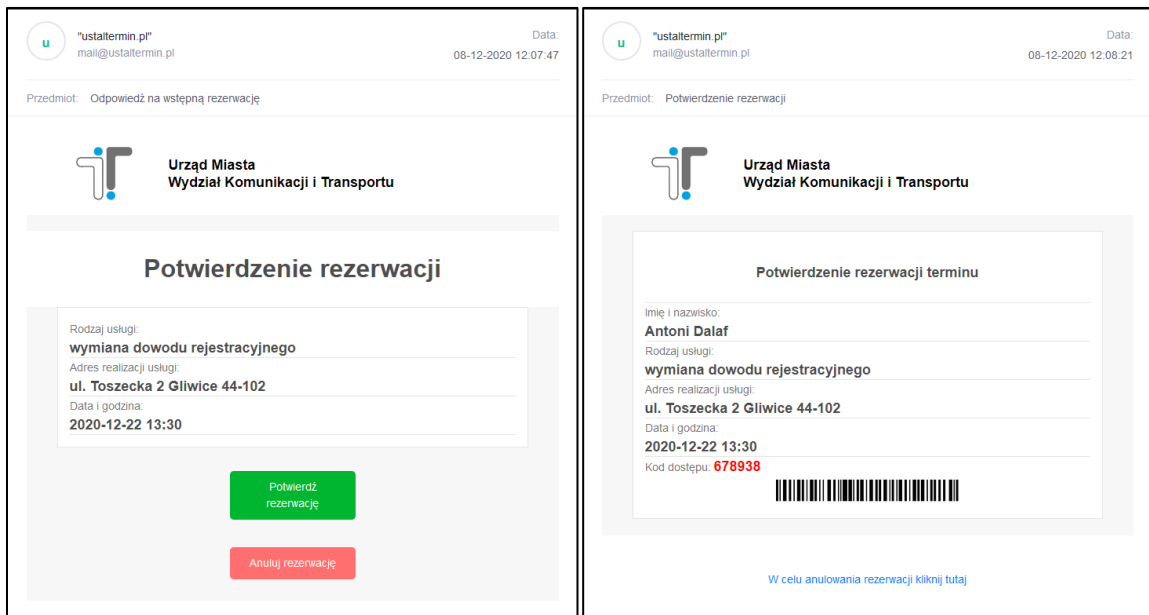 u
"ustaltermin.pl"
mail@ustaltermin.pl
Data:
08-12-2020 12:07:47
Przedmiot: Odpowiedź na wstępną rezerwację
Urząd Miasta
Wydział Komunikacji i Transportu
Potwierdzenie rezerwacji
Rodzaj usługi:
wymiana dowodu rejestracyjnego
Adres realizacji usługi:
ul. Toszecka 2 Gliwice 44-102
Data i godzina:
2020-12-22 13:30
Potwierdź
rezerwację
Anuluj rezerwację
u
"ustaltermin.pl"
mail@ustaltermin.pl
Data:
08-12-2020 12:08:21
Przedmiot: Potwierdzenie rezerwacji
Urząd Miasta
Wydział Komunikacji i Transportu
Potwierdzenie rezerwacji terminu
Imię i nazwisko:
Antoni Dalaf
Rodzaj usługi:
wymiana dowodu rejestracyjnego
Adres realizacji usługi:
ul. Toszecka 2 Gliwice 44-102
Data i godzina:
2020-12-22 13:30
Kod dostępu: 678938
W celu anulowania rezerwacji kliknij tutaj